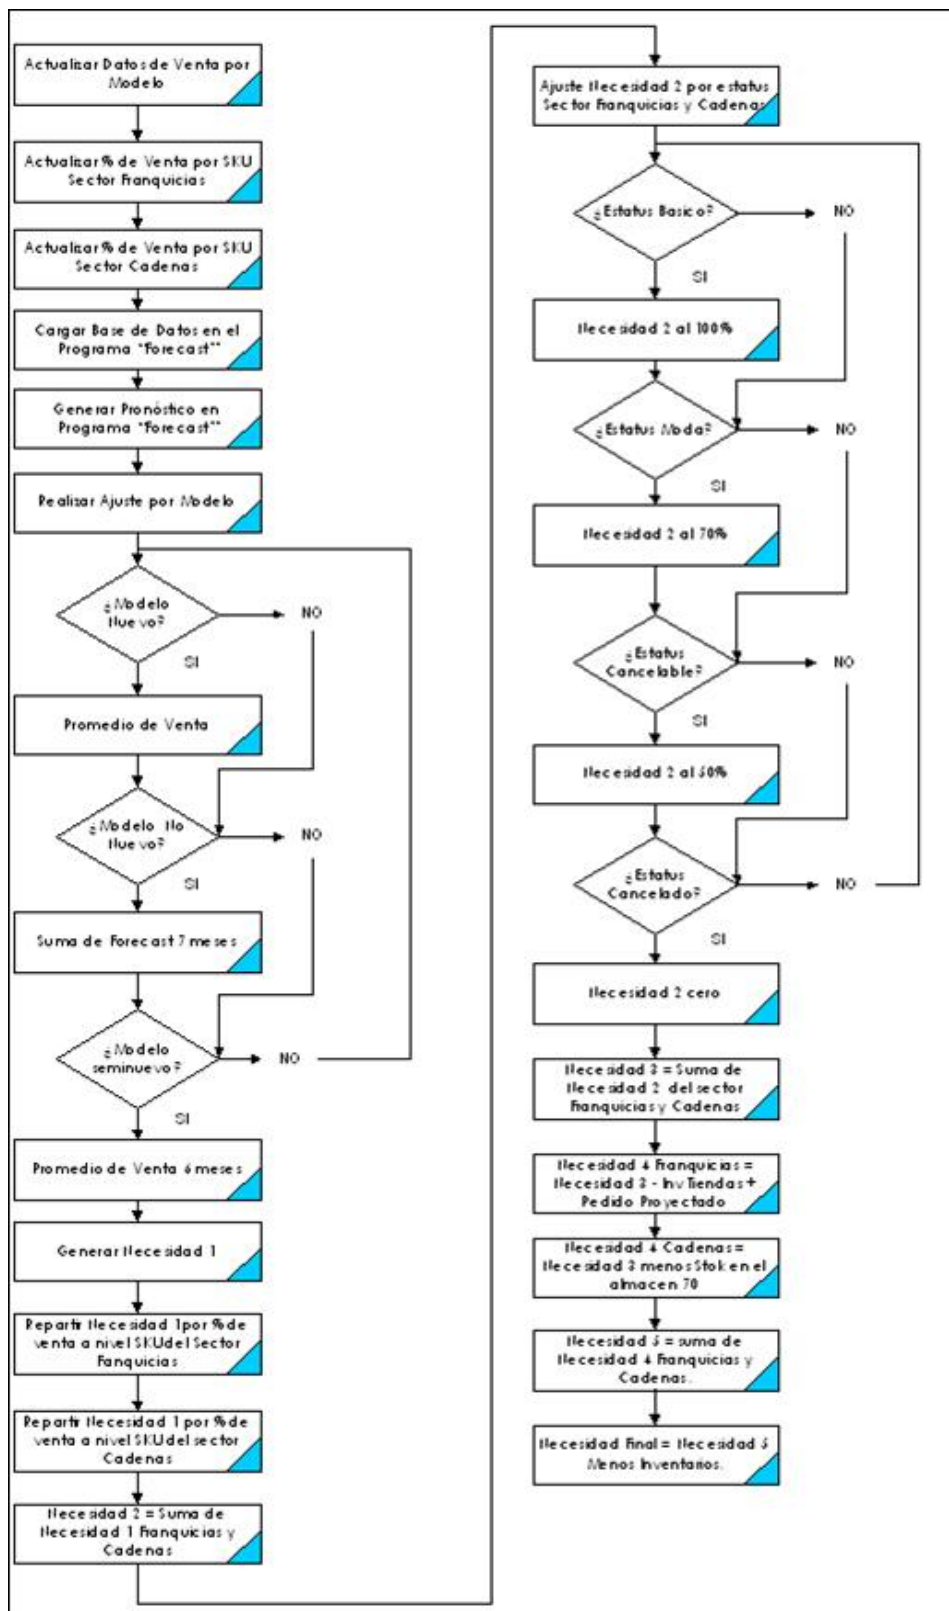 Actualizar Datos de Venta por
Modelo
Actualizar % de Venta por SKU
Sector Franquicias
Actualizar % de Venta por SKU
Sector Cadenas
Cargar Base de Datos en el
Programa "Forecast""
Generar Pronóstico en
Programa "Forecast""
Realizar Ajuste por Modelo
¿Modelo
Nuevo?
NO
SI
Promedio de Venta
¿Modelo No
Nuevo?
NO
SI
Suma de Forecast 7 meses
¿Modelo
seminuevo?
NO
SI
Promedio de Venta 6 meses
Generar Necesidad 1
Repartir Necesidad 1 por % de
venta a nivel SKU del Sector
Fanquicias
Repartir Necesidad 1 por % de
venta a nivel SKU del sector
Cadenas
Necesidad 2 = Suma de
Necesidad 1 Franquicias y
Cadenas
Ajuste Necesidad 2 por estatus
Sector Franquicias y Cadenas
¿Estatus Basico?
NO
SI
Necesidad 2 al 100%
¿Estatus Moda?
NO
SI
Necesidad 2 al 70%
¿Estatus
Cancelable?
NO
SI
Necesidad 2 al 50%
¿Estatus
Cancelado?
NO
SI
Necesidad 2 cero
Necesidad 3 = Suma de
Necesidad 2 del sector
Franquicias y Cadenas
Necesidad 4 Franquicias =
Necesidad 3 - Inv Tiendas +
Pedido Proyectado
Necesidad 4 Cadenas =
Necesidad 3 menos Stok en el
almacen 70
Necesidad 5 = suma de
Necesidad 4 Franquicias y
Cadenas.
Necesidad Final = Necesidad 5
Menos Inventarios.